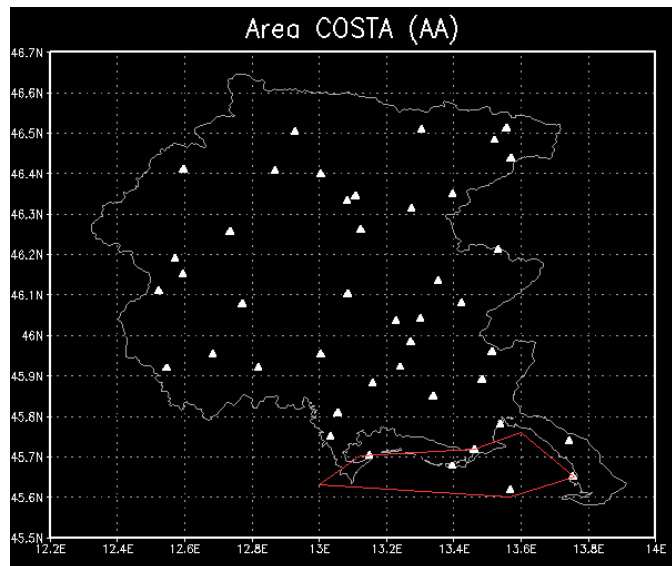 Area COSTA (AA)
46.7N
46.6N
46.5N
46.4N
46.3N
46.2N
46.1N
46N
45.9N
45.8N
45.7N
45.6N
45.5N
12.2E 12.4E 12.6E 12.8E 13E 13.2E 13.4E 13.6E 13.8E 14E